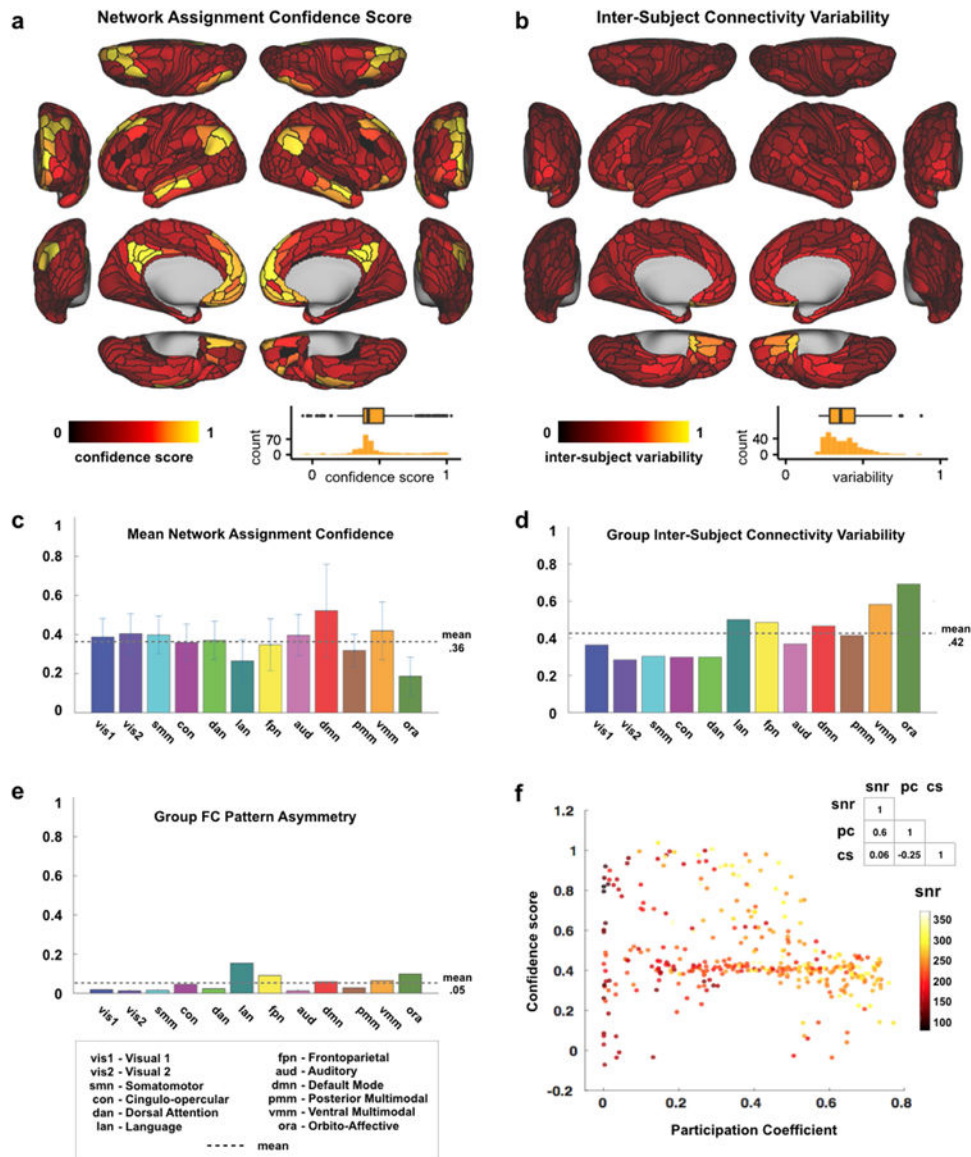 a Network Assignment Confidence Score
b Inter-Subject Connectivity Variability
0 1
confidence score
count
70
0
0 1
confidence score
0 1
inter-subject variability
count
40
0
0 1
variability
c
Mean Network Assignment Confidence
1
0.8
0.6
0.4
0.2
0
mean
.36
vis1 vis2 smm con dan lan fpn aud dmn pmm vmm ora
d
Group Inter-Subject Connectivity Variability
1
0.8
0.6
0.4
0.2
0
mean
.42
vis1 vis2 smm con dan lan fpn aud dmn pmm vmm ora
e
Group FC Pattern Asymmetry
1
0.8
0.6
0.4
0.2
0
mean
.05
vis1 vis2 smm con dan lan fpn aud dmn pmm vmm ora
vis1 - Visual 1
vis2 - Visual 2
smn - Somatomotor
con - Cingulo-opercular
dan - Dorsal Attention
lan - Language
fpn - Frontoparietal
aud - Auditory
dmn - Default Mode
pmm - Posterior Multimodal
vmm - Ventral Multimodal
ora - Orbito-Affective
mean
f
snr pc cs
snr 1
pc 0.6 1
cs 0.06 -0.25 1
snr
350
300
250
200
150
100
Confidence score
1.2
1
0.8
0.6
0.4
0.2
0
-0.2
0 0.2 0.4 0.6 0.8
Participation Coefficient